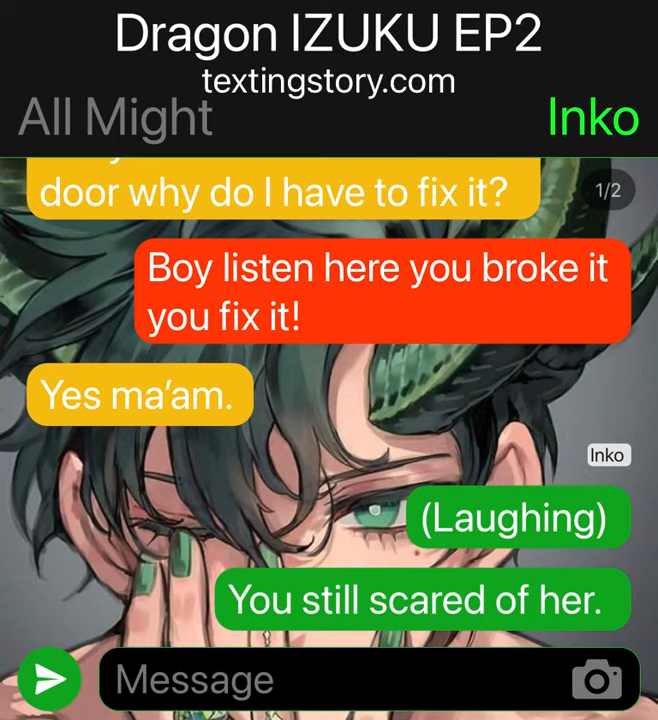 Dragon IZUKU EP2
textingstory.com
All Might
Inko
door why do I have to fix it?
1/2
Boy listen here you broke it
you fix it!
Yes ma'am.
Inko
(Laughing)
You still scared of her.
Message